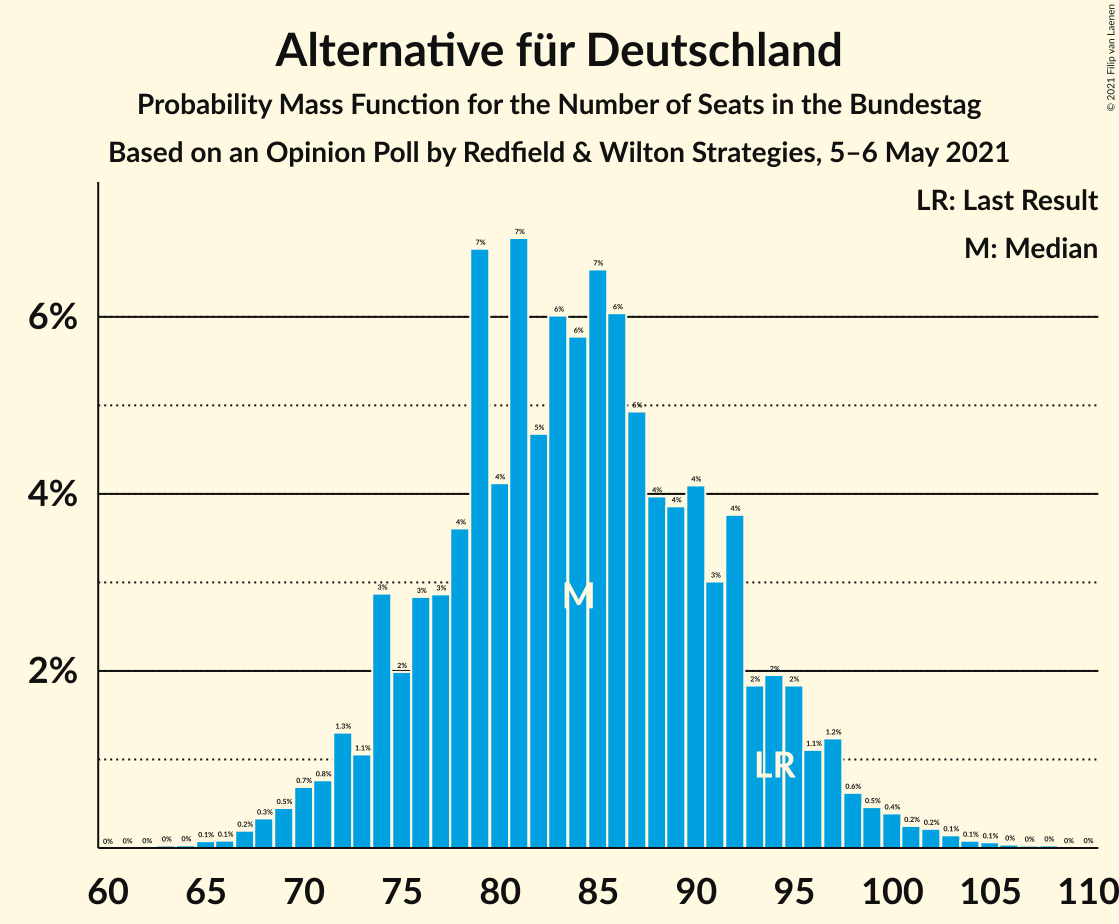 Alternative für Deutschland
Probability Mass Function for the Number of Seats in the Bundestag
Based on an Opinion Poll by Redfield & Wilton Strategies, 5–6 May 2021
© 2021 Filip van Laenen
LR: Last Result
M: Median
6%
4%
2%
0% 0% 0% 0% 0% 0.1% 0.1% 0.2% 0.3% 0.5% 0.7% 0.8% 1.3% 1.1% 3% 2% 3% 3% 4% 7% 4% 7% 5% 6% 6% 7% 6% 6% 4% 4% 4% 3% 4% 2% 2% 2% 1.1% 1.2% 0.6% 0.5% 0.4% 0.2% 0.2% 0.1% 0.1% 0.1% 0% 0% 0% 0% 0%
M
LR
60 65 70 75 80 85 90 95 100 105 110